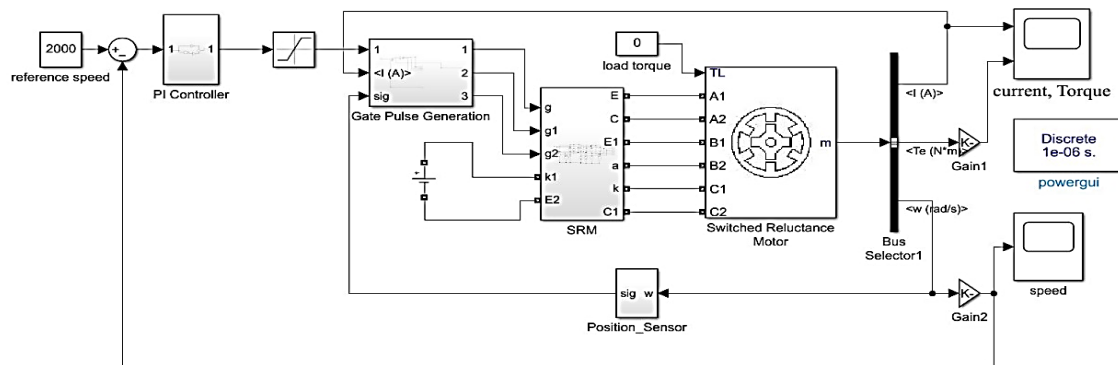 2000
reference speed
+
−
1
1
PI Controller
1
<I (A)>
sig
1
2
3
Gate Pulse Generation
0
load torque
g
g1
g2
k1
E2
E
C
E1
a
k
C1
SRM
+
TL
A1
A2
B1
B2
C1
C2
m
Switched Reluctance
Motor
<I (A)>
<Te (N*m)
<w (rad/s)>
Bus
Selector1
K-
Gain1
current, Torque
Discrete
1e-06 s.
powergui
speed
sig w
Position_Sensor
K-
Gain2